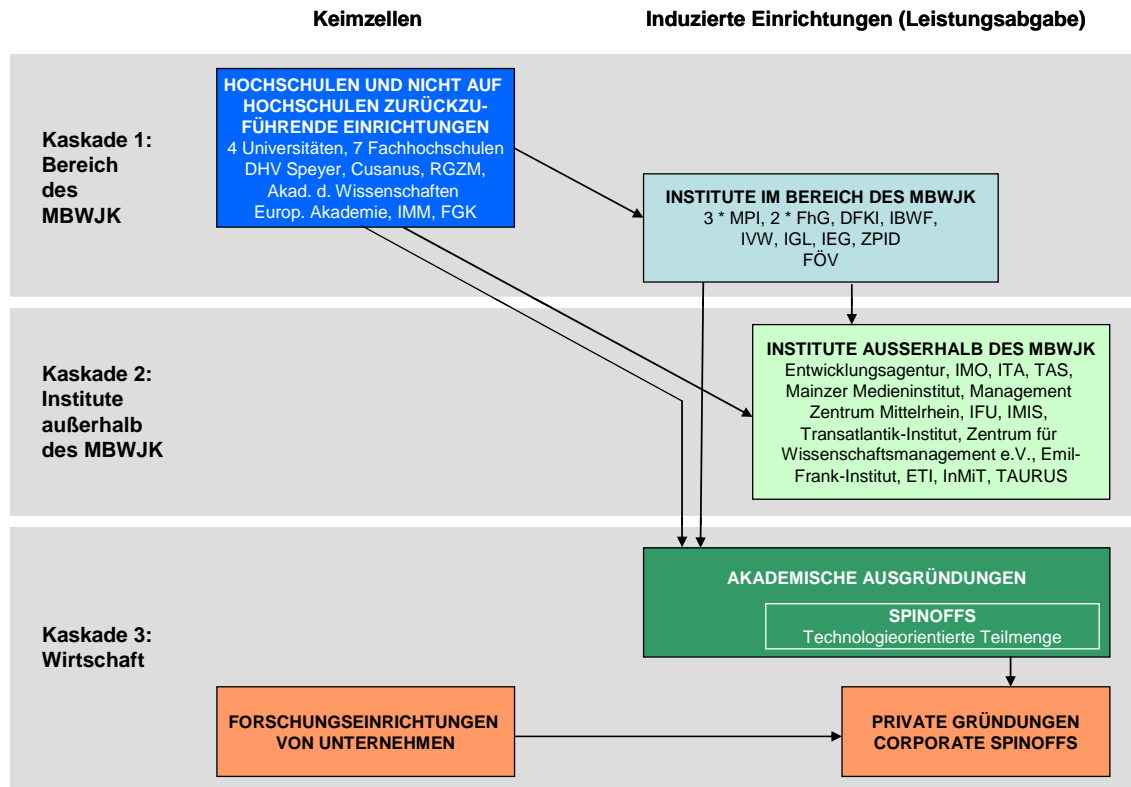 Keimzellen
Induzierte Einrichtungen (Leistungsabgabe)
Kaskade 1:
Bereich
des
MBWJK
HOCHSCHULEN UND NICHT AUF
HOCHSCHULEN ZURÜCKZU-
FÜHRENDE EINRICHTUNGEN
4 Universitäten, 7 Fachhochschulen
DHV Speyer, Cusanus, RGZM,
Akad. d. Wissenschaften
Europ. Akademie, IMM, FGK
INSTITUTE IM BEREICH DES MBWJK
3 * MPI, 2 * FhG, DFKI, IBWF,
IVW, IGL, IEG, ZPID
FÖV
Kaskade 2:
Institute
außerhalb
des MBWJK
INSTITUTE AUSSERHALB DES MBWJK
Entwicklungsagentur, IMO, ITA, TAS,
Mainzer Medieninstitut, Management
Zentrum Mittelrhein, IFU, IMIS,
Transatlantik-Institut, Zentrum für
Wissenschaftsmanagement e.V., Emil-
Frank-Institut, ETI, InMiT, TAURUS
Kaskade 3:
Wirtschaft
AKADEMISCHE AUSGRÜNDUNGEN
SPINOFFS
Technologieorientierte Teilmenge
FORSCHUNGSEINRICHTUNGEN
VON UNTERNEHMEN
PRIVATE GRÜNDUNGEN
CORPORATE SPINOFFS